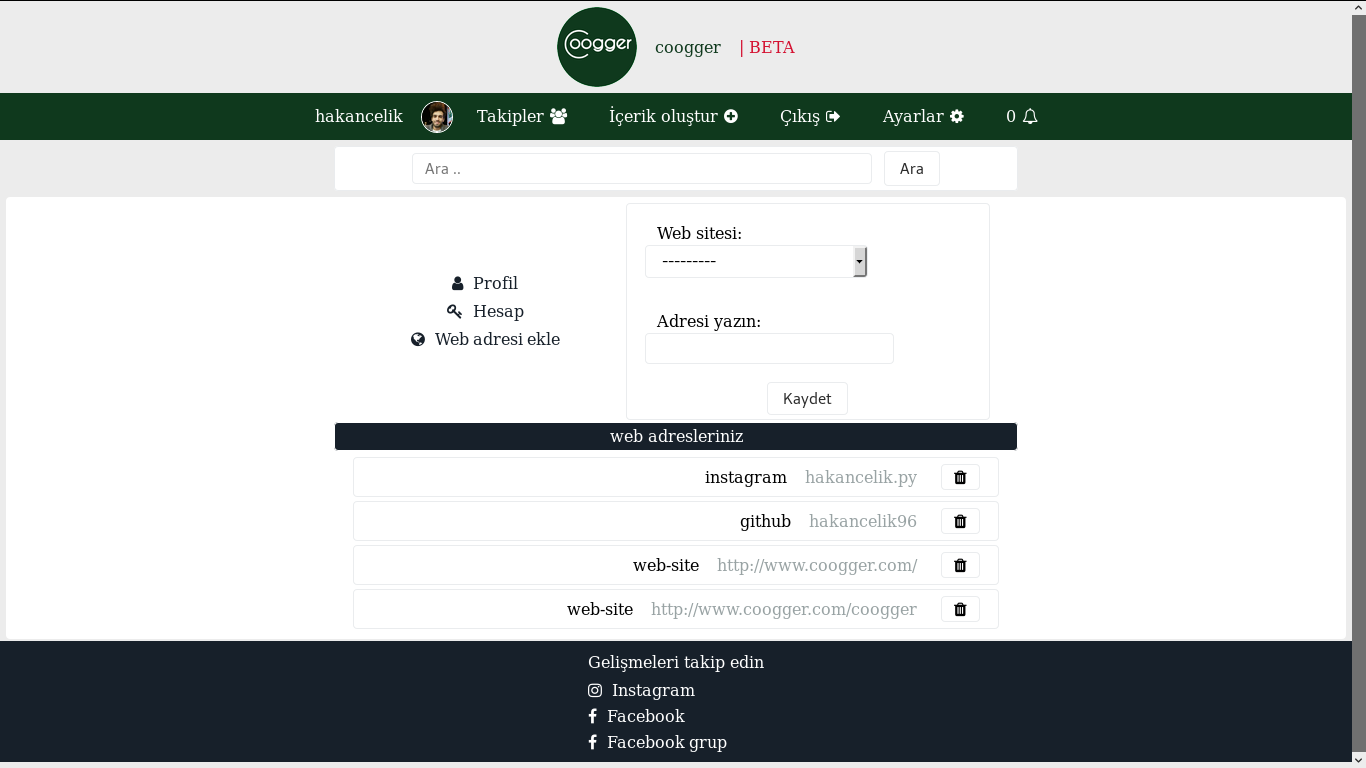 Coogger coogger | BETA
hakancelik Takipler İçerik oluştur Çıkış Ayarlar 0
Ara .. Ara
Web sitesi:
---------
Profil
Hesap
Web adresi ekle
Adresi yazın:
Kaydet
web adresleriniz
instagram hakancelik.py
github hakancelik96
web-site http://www.coogger.com/
web-site http://www.coogger.com/coogger
Gelişmeleri takip edin
Instagram
Facebook
Facebook grup